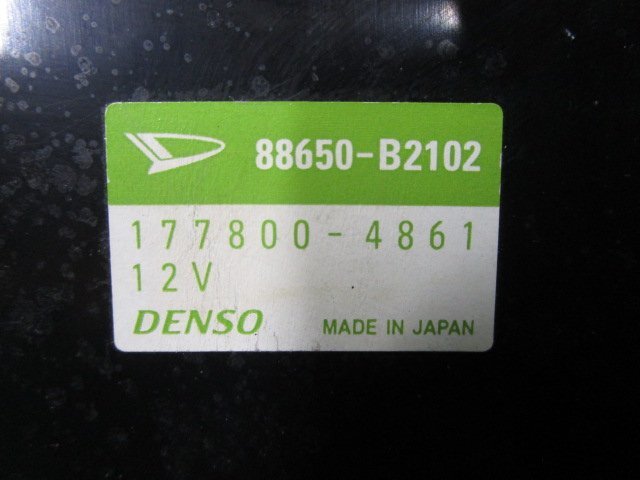 88650-B2102
177800-4861
12V
DENSO MADE IN JAPAN